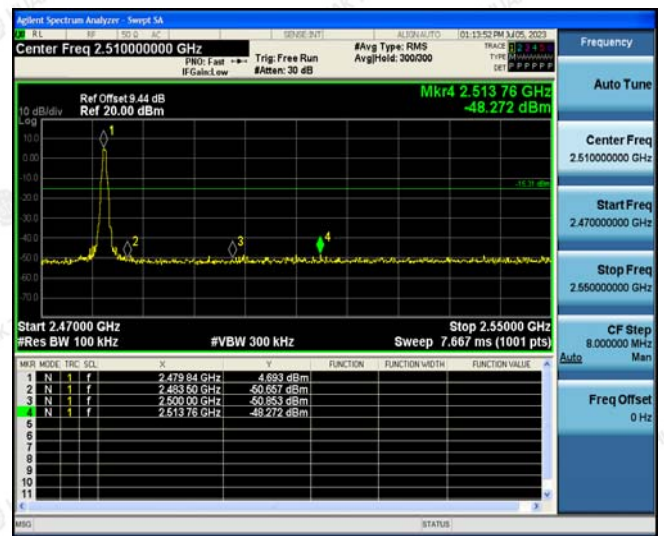 Agilent Spectrum Analyzer - Swept SA
RL RF 50 Ω AC SENSE:INT ALIGNAUTO 01:13:52 PM Jul 05, 2023
Center Freq 2.510000000 GHz #Avg Type: RMS TRACE 1 2 3 4 5 6
PNO: Fast Trig: Free Run Avg|Hold: 300/300 TYPE M
IFGain:Low #Atten: 30 dB DET P P P P P P
Mkr4 2.513 76 GHz
-48.272 dBm
Ref Offset 9.44 dB
10 dB/div Ref 20.00 dBm
Log
10.0
0.00
-10.0
-20.0
-30.0
-40.0
-50.0
-60.0
-70.0
-15.31 dBm
1
2
3
4
Start 2.47000 GHz Stop 2.55000 GHz
#Res BW 100 kHz #VBW 300 kHz Sweep 7.667 ms (1001 pts)
MKR MODE TRC SCL X Y FUNCTION FUNCTION WIDTH FUNCTION VALUE
1 N 1 f 2.479 84 GHz 4.693 dBm
2 N 1 f 2.483 50 GHz -50.657 dBm
3 N 1 f 2.500 00 GHz -50.853 dBm
4 N 1 f 2.513 76 GHz -48.272 dBm
5
6
7
8
9
10
11
MSG STATUS
Frequency
Auto Tune
Center Freq
2.510000000 GHz
Start Freq
2.470000000 GHz
Stop Freq
2.550000000 GHz
CF Step
8.000000 MHz
Auto Man
Freq Offset
0 Hz